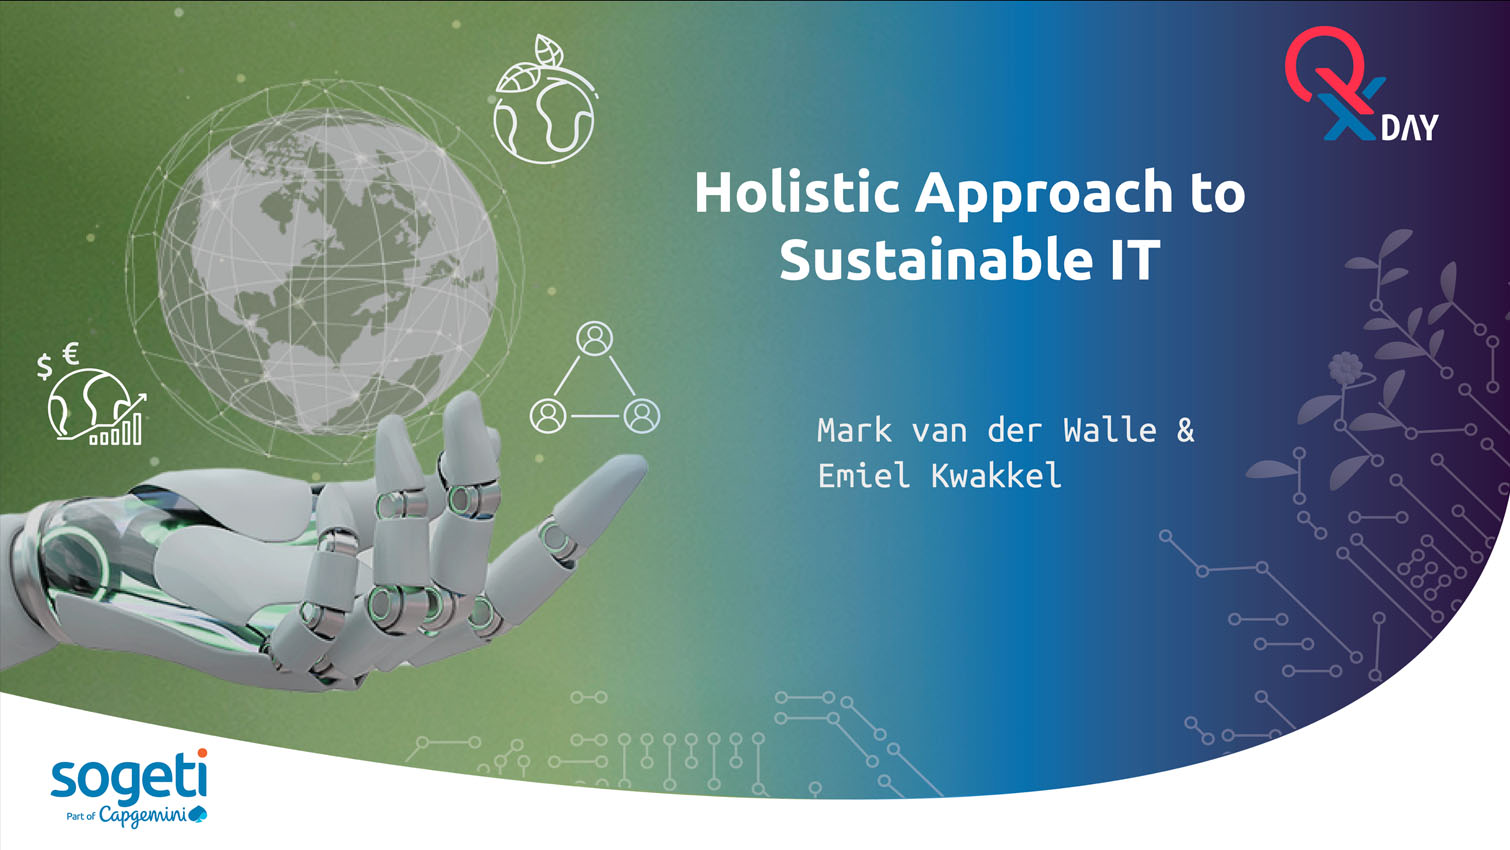 QX DAY
Holistic Approach to
Sustainable IT
$ €
Mark van der Walle &
Emiel Kwakkel
sogeti
Part of Capgemini